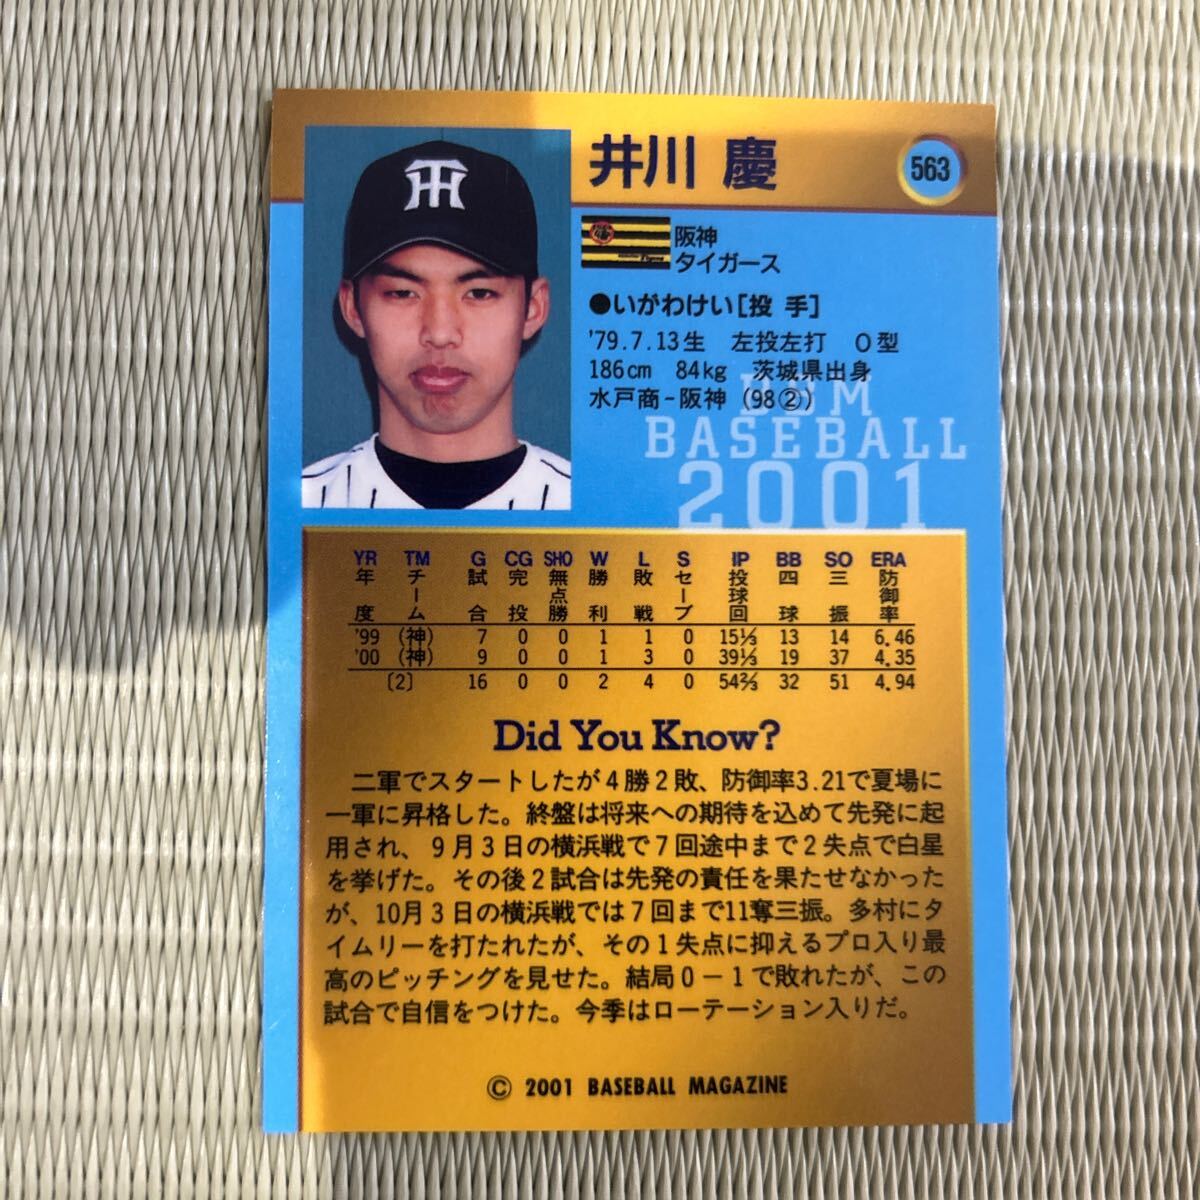 井川 慶
563
阪神
タイガース
●いがわけい[投 手]
'79.7.13生 左投左打 O型
186cm 84kg 茨城県出身
水戸商-阪神 (98②)
BBM
BASEBALL
2001
YR TM G CG SHO W L S IP BB SO ERA
年度 チーム 試合 完投 無点勝 勝利 敗戦 セーブ 投球回 四球 三振 防御率
'99 (神) 7 0 0 1 1 0 15⅓ 13 14 6.46
'00 (神) 9 0 0 1 3 0 39⅓ 19 37 4.35
〔2〕 16 0 0 2 4 0 54⅔ 32 51 4.94
Did You Know?
二軍でスタートしたが4勝2敗、防御率3.21で夏場に
一軍に昇格した。終盤は将来への期待を込めて先発に起
用され、9月3日の横浜戦で7回途中まで2失点で白星
を挙げた。その後2試合は先発の責任を果たせなかった
が、10月3日の横浜戦では7回まで11奪三振。多村にタ
イムリーを打たれたが、その1失点に抑えるプロ入り最
高のピッチングを見せた。結局0-1で敗れたが、この
試合で自信をつけた。今季はローテーション入りだ。
© 2001 BASEBALL MAGAZINE